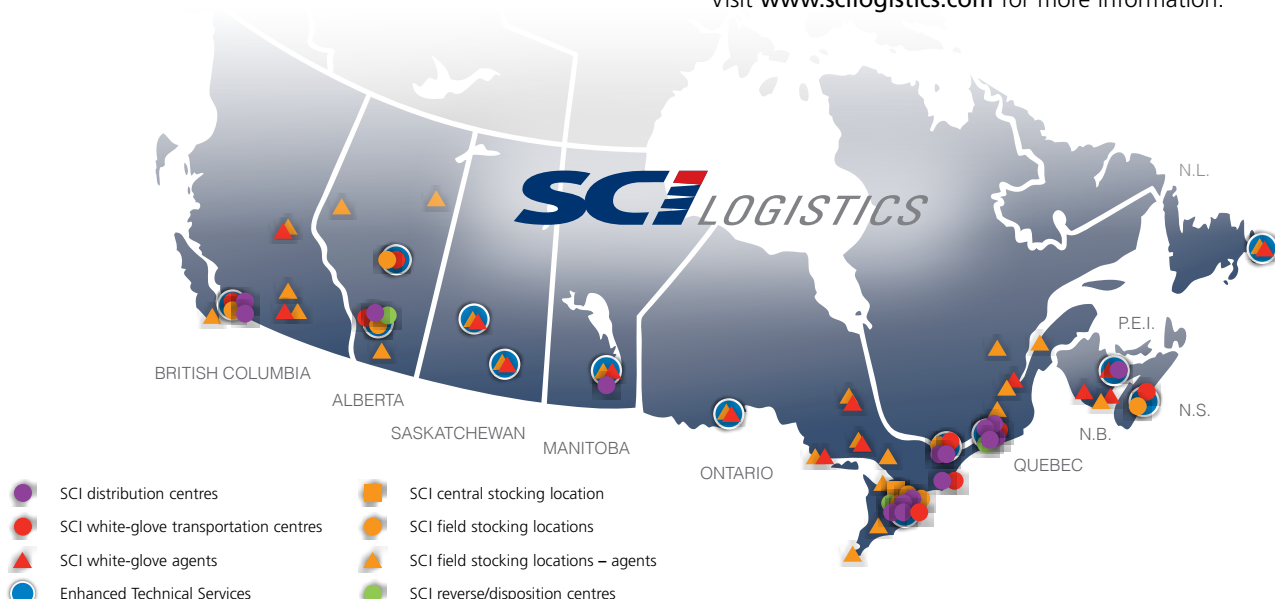 Visit www.scilogistics.com for more information.
SCI LOGISTICS
N.L.
P.E.I.
BRITISH COLUMBIA
ALBERTA
N.S.
SASKATCHEWAN
N.B.
MANITOBA
QUEBEC
ONTARIO
SCI distribution centres
SCI central stocking location
SCI white-glove transportation centres
SCI field stocking locations
SCI white-glove agents
SCI field stocking locations – agents
Enhanced Technical Services
SCI reverse/disposition centres